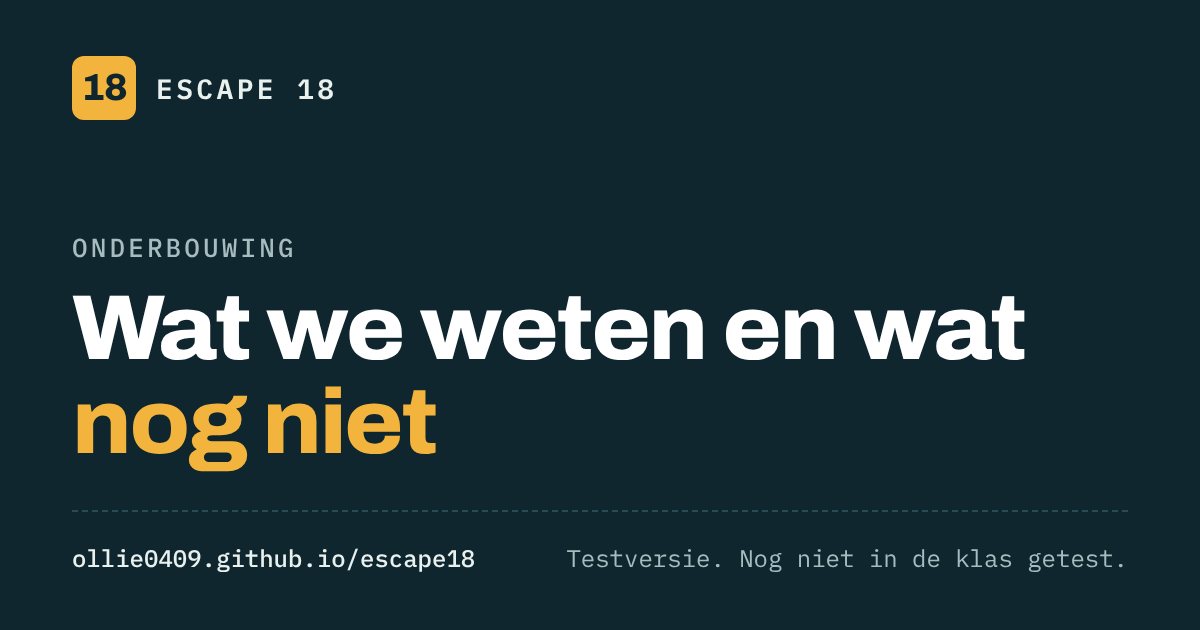 18 ESCAPE 18
ONDERBOUWING
Wat we weten en wat
nog niet
ollie0409.github.io/escape18 Testversie. Nog niet in de klas getest.